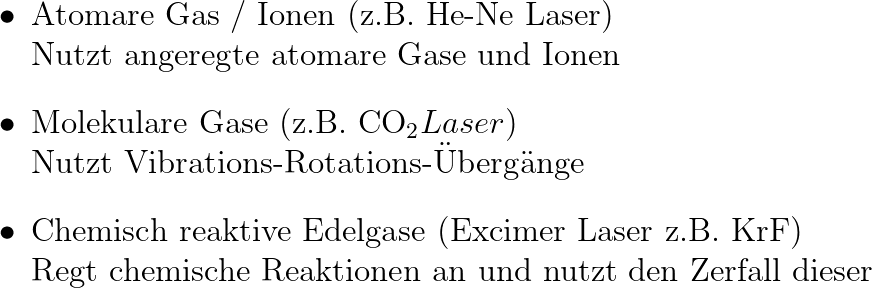 • Atomare Gas / Ionen (z.B. He-Ne Laser)
Nutzt angeregte atomare Gase und Ionen
• Molekulare Gase (z.B. CO₂Laser)
Nutzt Vibrations-Rotations-Übergänge
• Chemisch reaktive Edelgase (Excimer Laser z.B. KrF)
Regt chemische Reaktionen an und nutzt den Zerfall dieser